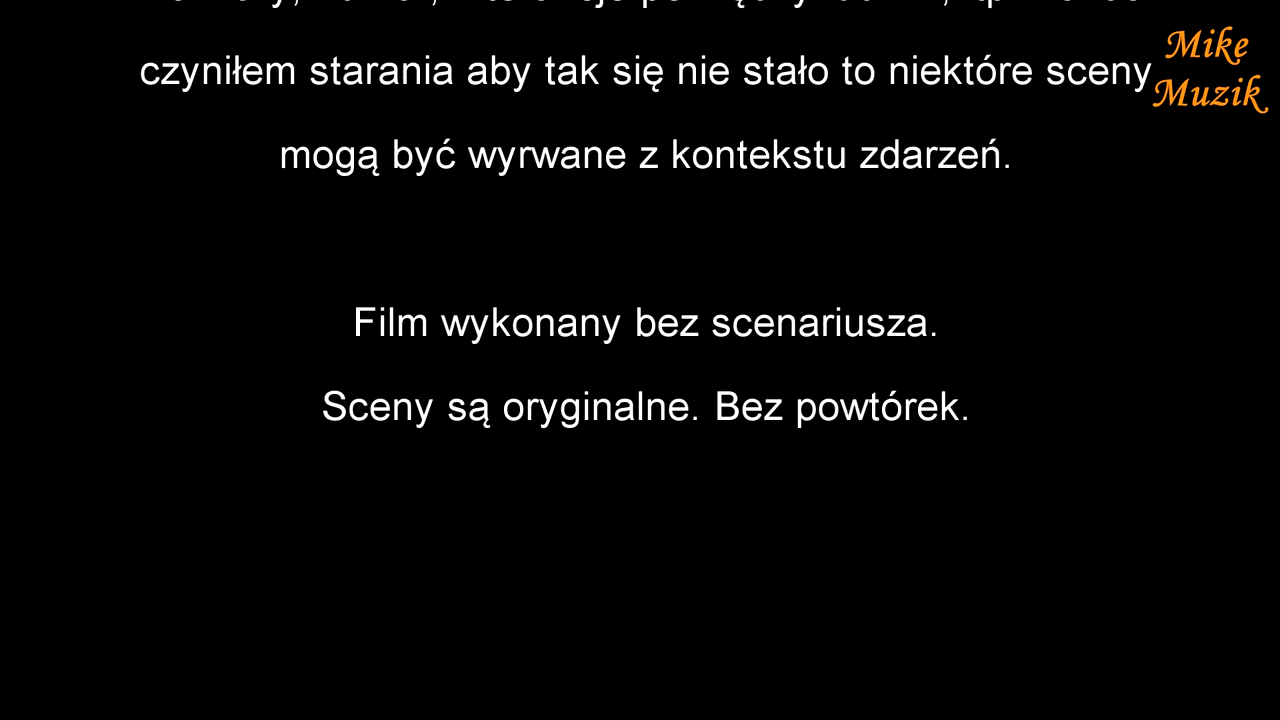 czyniłem starania aby tak się nie stało to niektóre sceny
mogą być wyrwane z kontekstu zdarzeń.
Film wykonany bez scenariusza.
Sceny są oryginalne. Bez powtórek.
Mike
Muzik